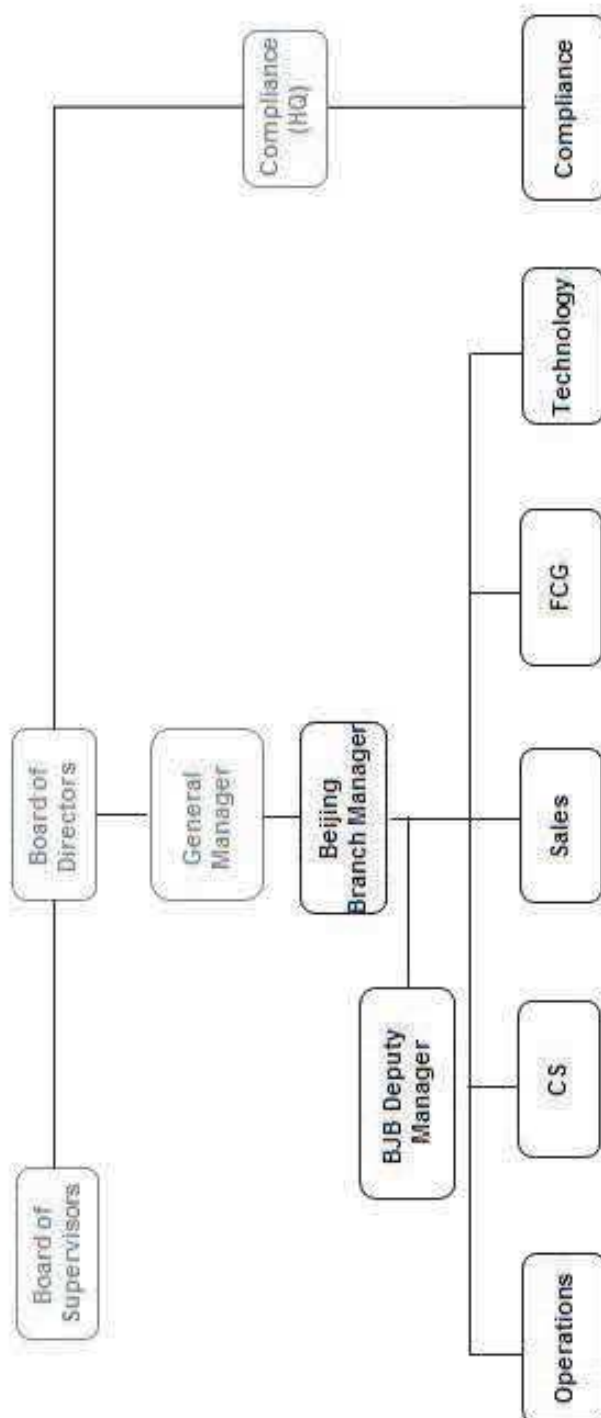 Board of
Supervisors
Board of
Directors
General
Manager
Compliance
(HQ)
Beijing
Branch Manager
BJB Deputy
Manager
Operations
CS
Sales
FCG
Technology
Compliance